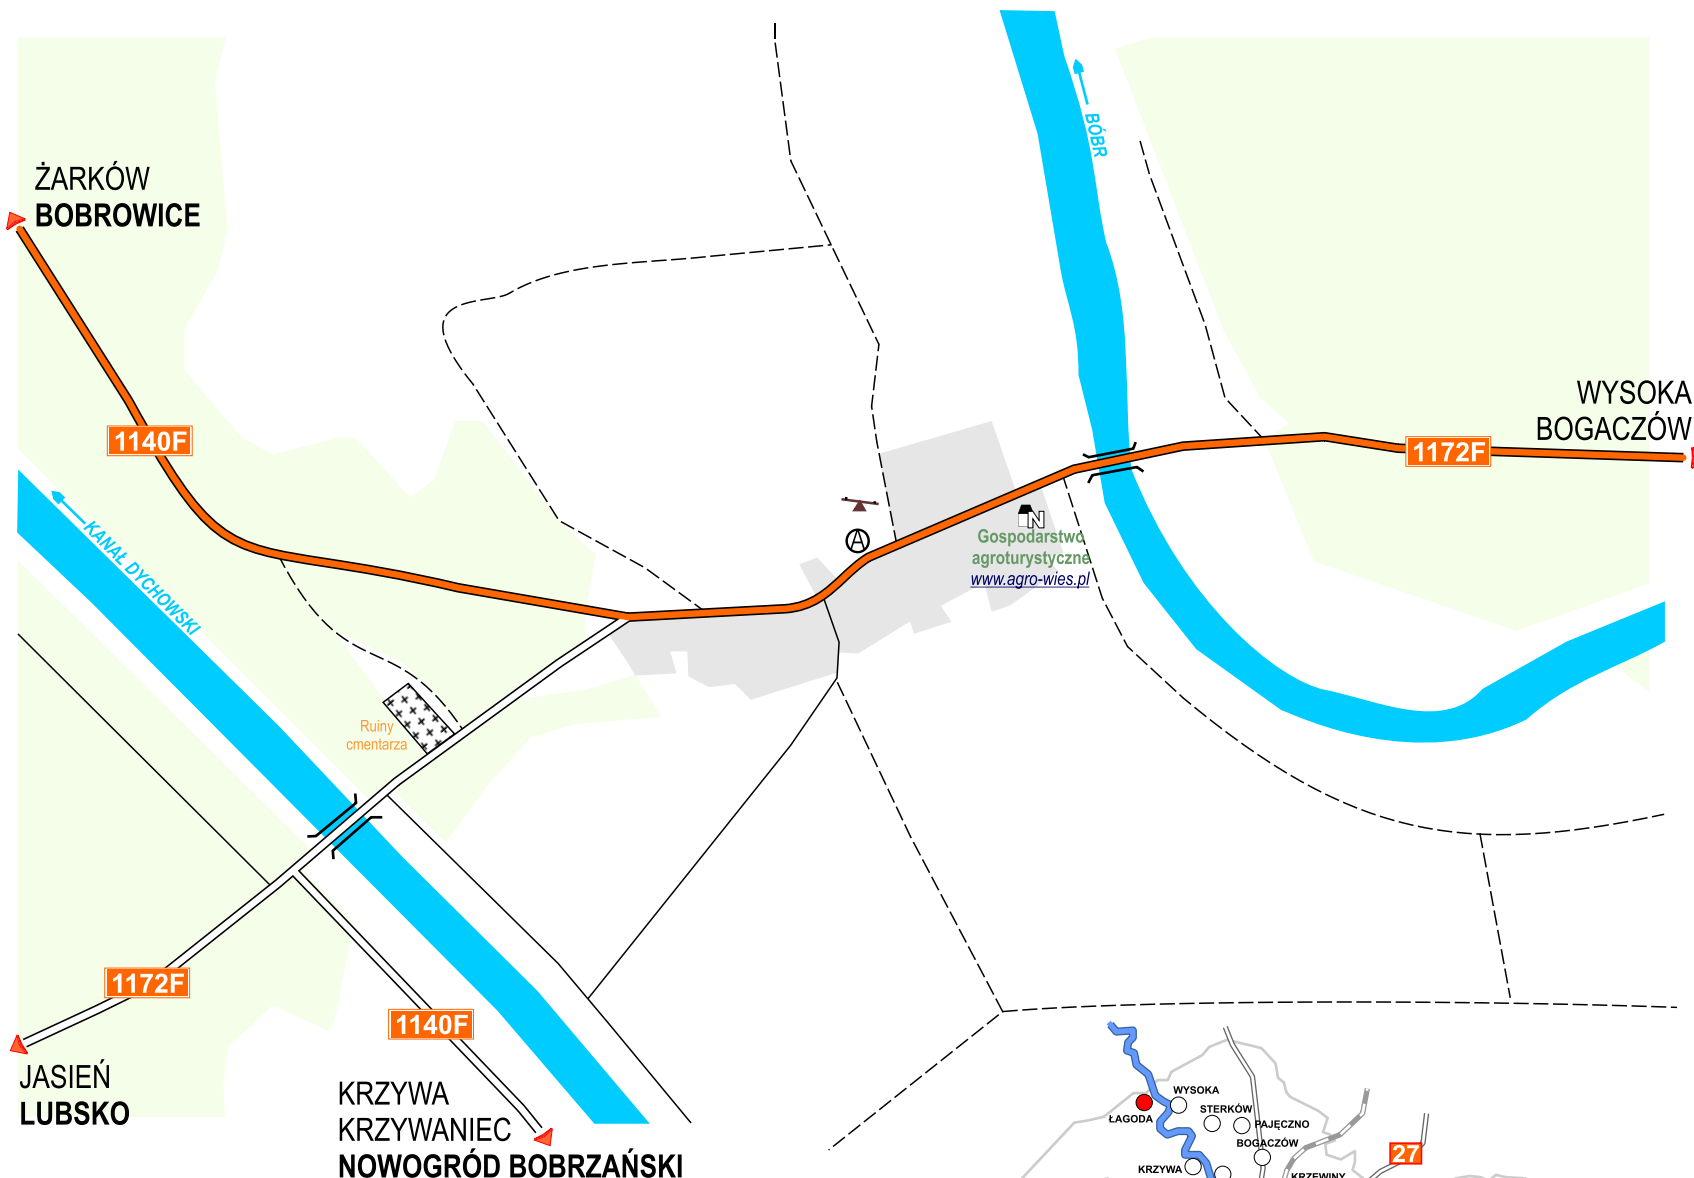 BÓBR
ŻARKÓW
BOBROWICE
WYSOKA
BOGACZÓW
1140F
1172F
KANAŁ DYCHOWSKI
A
N
Gospodarstwo
agroturystyczne
www.agro-wies.pl
Ruiny
cmentarza
1172F
1140F
JASIEŃ
LUBSKO
KRZYWA
KRZYWANIEC
NOWOGRÓD BOBRZAŃSKI
WYSOKA
ŁAGODA
STERKÓW
PAJĘCZNO
BOGACZÓW
27
KRZYWA
KRZEWINY